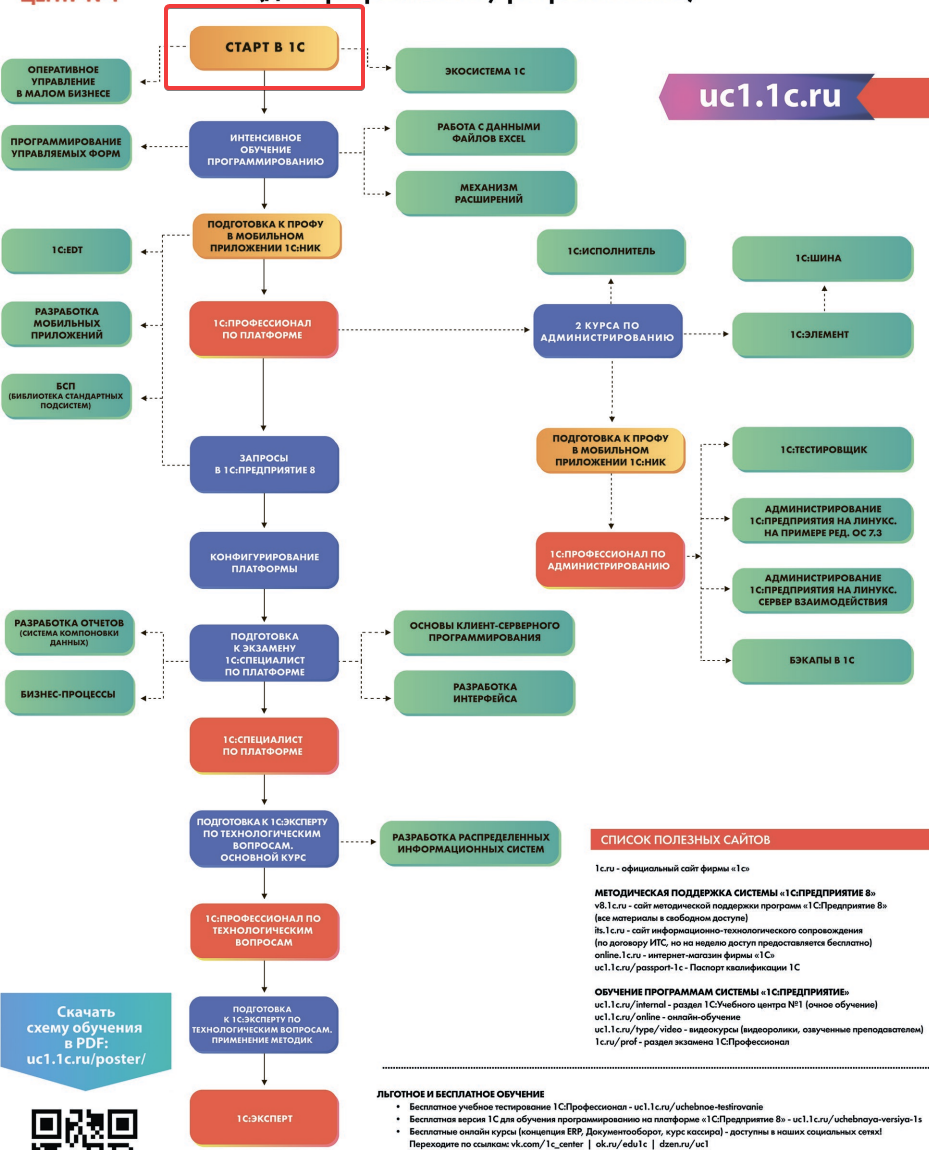 СТАРТ В 1С
ОПЕРАТИВНОЕ
УПРАВЛЕНИЕ
В МАЛОМ БИЗНЕСЕ
ЭКОСИСТЕМА 1С
uc1.1c.ru
ПРОГРАММИРОВАНИЕ
УПРАВЛЯЕМЫХ ФОРМ
ИНТЕНСИВНОЕ
ОБУЧЕНИЕ
ПРОГРАММИРОВАНИЮ
РАБОТА С ДАННЫМИ
ФАЙЛОВ EXCEL
МЕХАНИЗМ
РАСШИРЕНИЙ
ПОДГОТОВКА К ПРОФУ
В МОБИЛЬНОМ
ПРИЛОЖЕНИИ 1С:НИК
1С:EDT
1С:ИСПОЛНИТЕЛЬ
1С:ШИНА
РАЗРАБОТКА
МОБИЛЬНЫХ
ПРИЛОЖЕНИЙ
1С:ПРОФЕССИОНАЛ
ПО ПЛАТФОРМЕ
2 КУРСА ПО
АДМИНИСТРИРОВАНИЮ
1С:ЭЛЕМЕНТ
БСП
(БИБЛИОТЕКА СТАНДАРТНЫХ
ПОДСИСТЕМ)
ЗАПРОСЫ
В 1С:ПРЕДПРИЯТИЕ 8
ПОДГОТОВКА К ПРОФУ
В МОБИЛЬНОМ
ПРИЛОЖЕНИИ 1С:НИК
1С:ТЕСТИРОВЩИК
АДМИНИСТРИРОВАНИЕ
1С:ПРЕДПРИЯТИЯ НА ЛИНУКС.
НА ПРИМЕРЕ РЕД. ОС 7.3
КОНФИГУРИРОВАНИЕ
ПЛАТФОРМЫ
1С:ПРОФЕССИОНАЛ ПО
АДМИНИСТРИРОВАНИЮ
АДМИНИСТРИРОВАНИЕ
1С:ПРЕДПРИЯТИЯ НА ЛИНУКС.
СЕРВЕР ВЗАИМОДЕЙСТВИЯ
РАЗРАБОТКА ОТЧЕТОВ
(СИСТЕМА КОМПОНОВКИ
ДАННЫХ)
ПОДГОТОВКА
К ЭКЗАМЕНУ
1С:СПЕЦИАЛИСТ
ПО ПЛАТФОРМЕ
ОСНОВЫ КЛИЕНТ-СЕРВЕРНОГО
ПРОГРАММИРОВАНИЯ
БЭКАПЫ В 1С
БИЗНЕС-ПРОЦЕССЫ
РАЗРАБОТКА
ИНТЕРФЕЙСА
1С:СПЕЦИАЛИСТ
ПО ПЛАТФОРМЕ
ПОДГОТОВКА К 1С:ЭКСПЕРТУ
ПО ТЕХНОЛОГИЧЕСКИМ
ВОПРОСАМ.
ОСНОВНОЙ КУРС
РАЗРАБОТКА РАСПРЕДЕЛЕННЫХ
ИНФОРМАЦИОННЫХ СИСТЕМ
1С:ПРОФЕССИОНАЛ ПО
ТЕХНОЛОГИЧЕСКИМ
ВОПРОСАМ
ПОДГОТОВКА
К 1С:ЭКСПЕРТУ ПО
ТЕХНОЛОГИЧЕСКИМ ВОПРОСАМ.
ПРИМЕНЕНИЕ МЕТОДИК
1С:ЭКСПЕРТ
Скачать
схему обучения
в PDF:
uc1.1c.ru/poster/
СПИСОК ПОЛЕЗНЫХ САЙТОВ
1c.ru - официальный сайт фирмы «1с»
МЕТОДИЧЕСКАЯ ПОДДЕРЖКА СИСТЕМЫ «1С:ПРЕДПРИЯТИЕ 8»
v8.1c.ru - сайт методической поддержки программ «1С:Предприятие 8»
(все материалы в свободном доступе)
its.1c.ru - сайт информационно-технологического сопровождения
(по договору ИТС, но на неделю доступ предоставляется бесплатно)
online.1c.ru - интернет-магазин фирмы «1С»
uc1.1c.ru/passport-1c - Паспорт квалификации 1С
ОБУЧЕНИЕ ПРОГРАММАМ СИСТЕМЫ «1С:ПРЕДПРИЯТИЕ»
uc1.1c.ru/internal - раздел 1С:Учебного центра №1 (очное обучение)
uc1.1c.ru/online - онлайн-обучение
uc1.1c.ru/type/video - видеокурсы (видеоролики, озвученные преподавателем)
1c.ru/prof - раздел экзамена 1С:Профессионал
ЛЬГОТНОЕ И БЕСПЛАТНОЕ ОБУЧЕНИЕ
• Бесплатное учебное тестирование 1С:Профессионал - uc1.1c.ru/uchebnoe-testirovanie
• Бесплатная версия 1С для обучения программированию на платформе «1С:Предприятие 8» - uc1.1c.ru/uchebnaya-versiya-1s
• Бесплатные онлайн курсы (концепция ERP, Документооборот, курс кассира) - доступны в наших социальных сетях!
Переходите по ссылкам: vk.com/1c_center | ok.ru/edu1c | dzen.ru/uc1